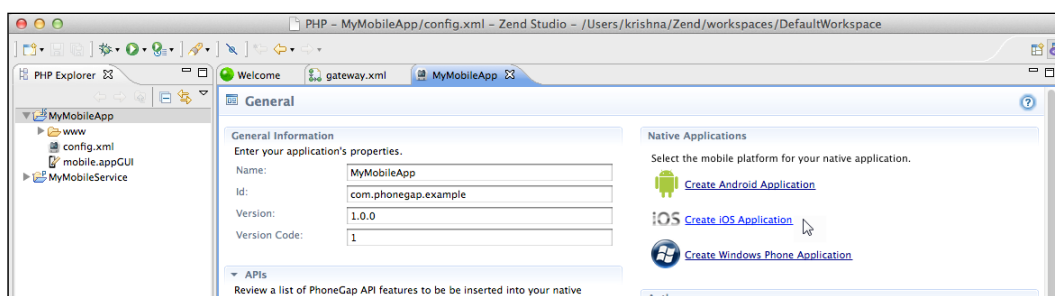 PHP – MyMobileApp/config.xml – Zend Studio – /Users/krishna/Zend/workspaces/DefaultWorkspace
PHP Explorer
Welcome
gateway.xml
MyMobileApp
MyMobileApp
www
config.xml
mobile.appGUI
MyMobileService
General
General Information
Enter your application's properties.
Name:
MyMobileApp
Id:
com.phonegap.example
Version:
1.0.0
Version Code:
1
APIs
Review a list of PhoneGap API features to be be inserted into your native
Native Applications
Select the mobile platform for your native application.
Create Android Application
iOS Create iOS Application
Create Windows Phone Application